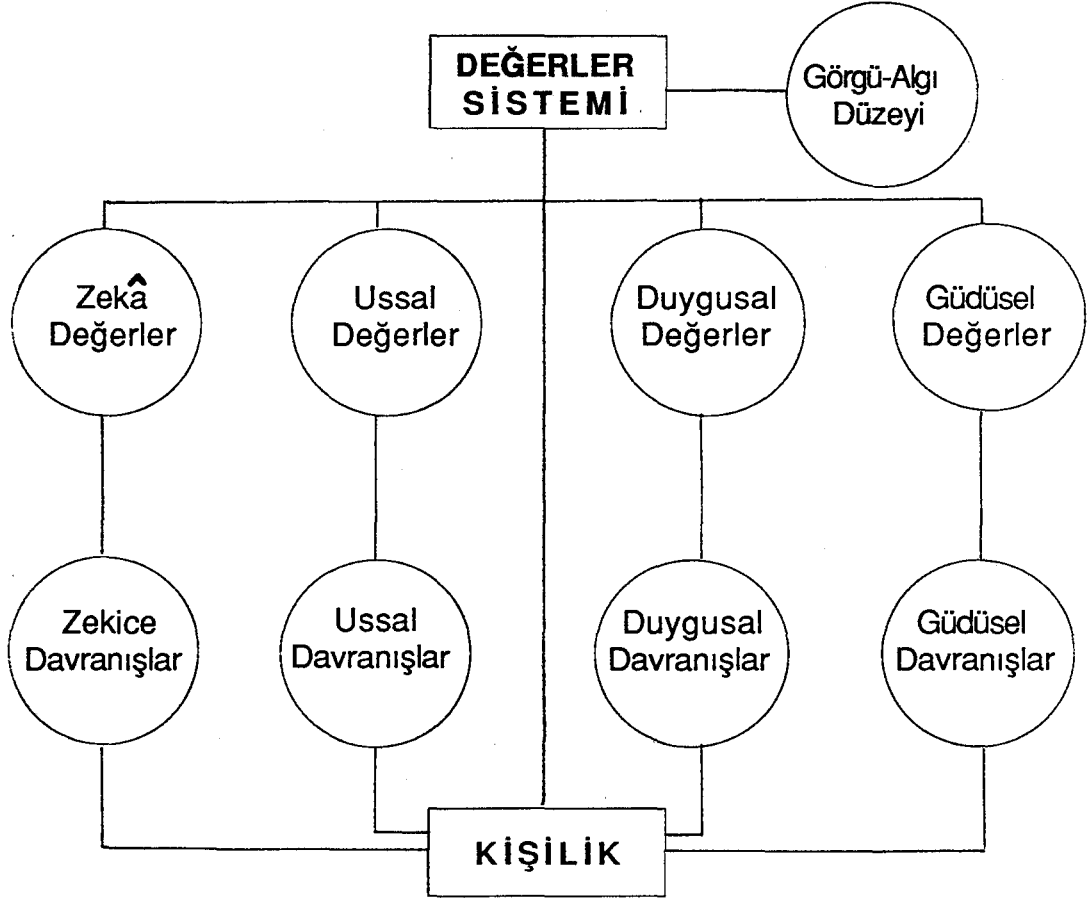 DEĞERLER
SİSTEMİ
Görgü-Algı
Düzeyi
Zekâ
Değerler
Ussal
Değerler
Duygusal
Değerler
Güdüsel
Değerler
Zekice
Davranışlar
Ussal
Davranışlar
Duygusal
Davranışlar
Güdüsel
Davranışlar
KİŞİLİK